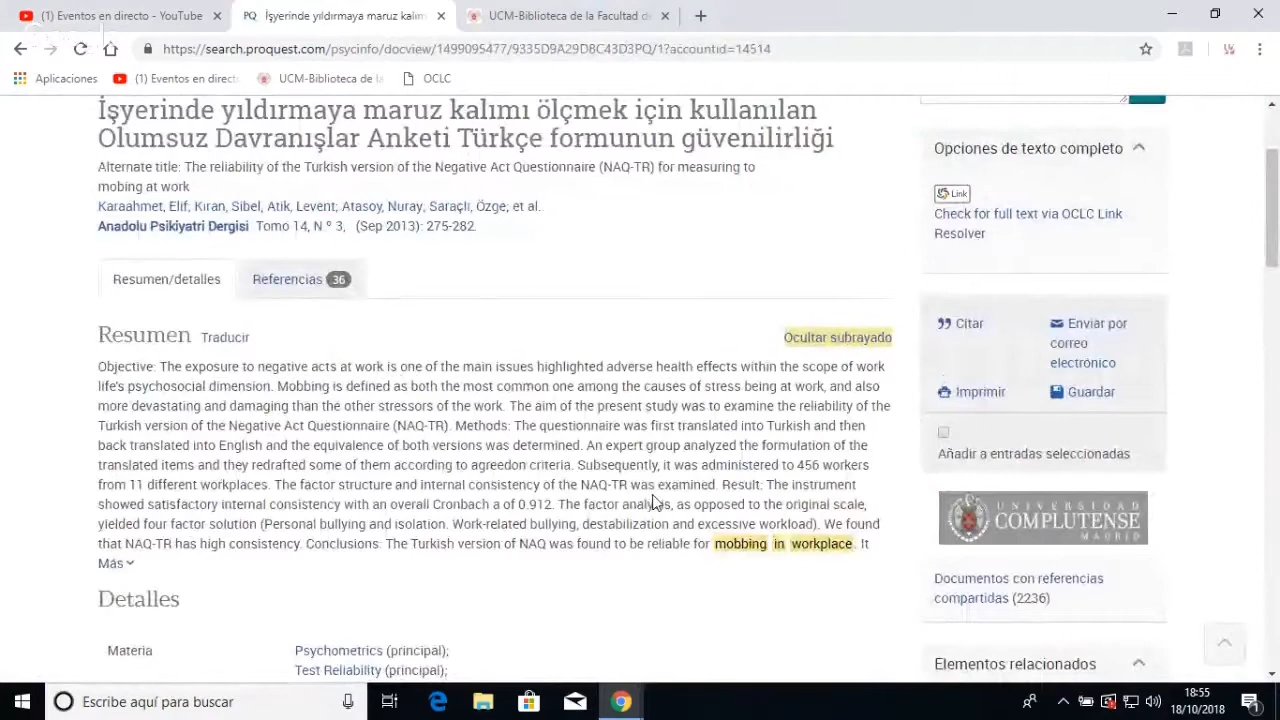 (1) Eventos en directo - YouTube
İşyerinde yıldırmaya maruz kalım
UCM-Biblioteca de la Facultad de
https://search.proquest.com/psycinfo/docview/1499095477/9335D9A29D8C43D3PQ/1?accountid=14514
Aplicaciones
(1) Eventos en direct
UCM-Biblioteca de la
OCLC
İşyerinde yıldırmaya maruz kalımı ölçmek için kullanılan
Olumsuz Davranışlar Anketi Türkçe formunun güvenilirliği
Alternate title: The reliability of the Turkish version of the Negative Act Questionnaire (NAQ-TR) for measuring to
mobing at work
Karaahmet, Elif; Kıran, Sibel; Atik, Levent; Atasoy, Nuray; Saraçlı, Özge; et al.
Anadolu Psikiyatri Dergisi Tomo 14, N.º 3, (Sep 2013): 275-282.
Resumen/detalles
Referencias 36
Resumen Traducir
Ocultar subrayado
Objective: The exposure to negative acts at work is one of the main issues highlighted adverse health effects within the scope of work
life's psychosocial dimension. Mobbing is defined as both the most common one among the causes of stress being at work, and also
more devastating and damaging than the other stressors of the work. The aim of the present study was to examine the reliability of the
Turkish version of the Negative Act Questionnaire (NAQ-TR). Methods: The questionnaire was first translated into Turkish and then
back translated into English and the equivalence of both versions was determined. An expert group analyzed the formulation of the
translated items and they redrafted some of them according to agreedon criteria. Subsequently, it was administered to 456 workers
from 11 different workplaces. The factor structure and internal consistency of the NAQ-TR was examined. Result: The instrument
showed satisfactory internal consistency with an overall Cronbach a of 0.912. The factor analysis, as opposed to the original scale,
yielded four factor solution (Personal bullying and isolation. Work-related bullying, destabilization and excessive workload). We found
that NAQ-TR has high consistency. Conclusions: The Turkish version of NAQ was found to be reliable for mobbing in workplace. It
Más
Detalles
Materia
Psychometrics (principal);
Test Reliability (principal);
Opciones de texto completo
Link
Check for full text via OCLC Link
Resolver
Citar
Enviar por
correo
electrónico
Imprimir
Guardar
Añadir a entradas seleccionadas
UNIVERSIDAD
COMPLUTENSE
MADRID
Documentos con referencias
compartidas (2236)
Elementos relacionados
Escribe aquí para buscar
18:55
18/10/2018
1